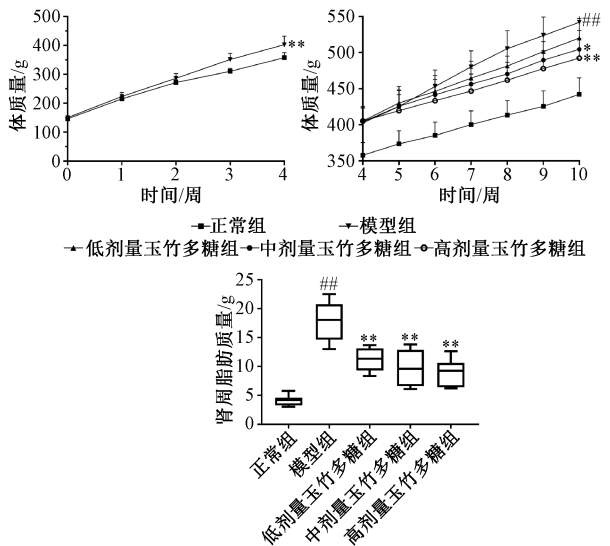 体质量/g
500
400
300
200
100
0
**
0 1 2 3 4
时间/周
体质量/g
550
500
450
400
350
##
*
**
4 5 6 7 8 9 10
时间/周
正常组 模型组
低剂量玉竹多糖组 中剂量玉竹多糖组 高剂量玉竹多糖组
肾周脂肪质量/g
25
20
15
10
5
0
##
** ** **
正常组
模型组
低剂量玉竹多糖组
中剂量玉竹多糖组
高剂量玉竹多糖组